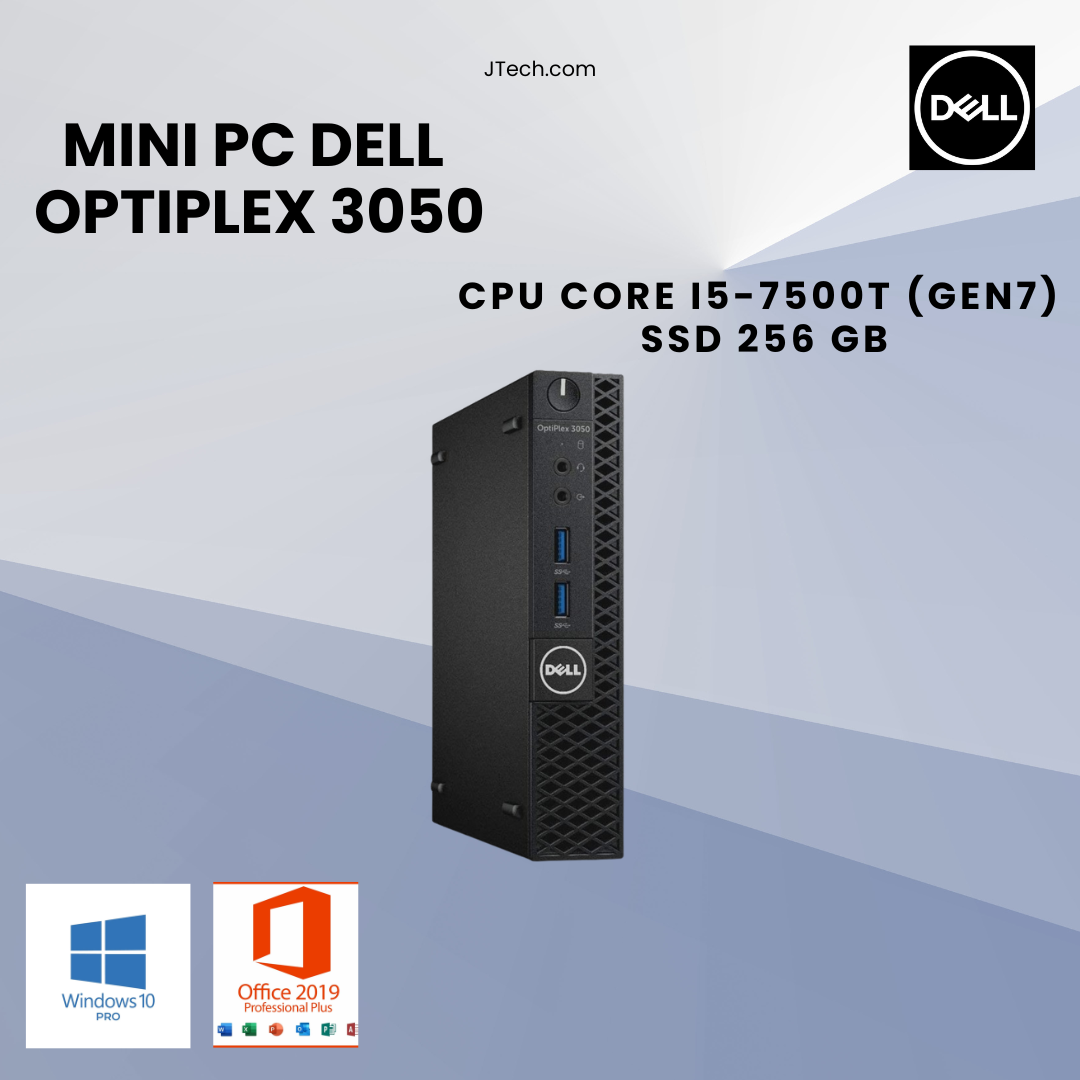 JTech.com
DELL
MINI PC DELL
OPTIPLEX 3050
CPU CORE I5-7500T (GEN7)
SSD 256 GB
OptiPlex 3050
DELL
Windows 10
PRO
Office 2019
Professional Plus